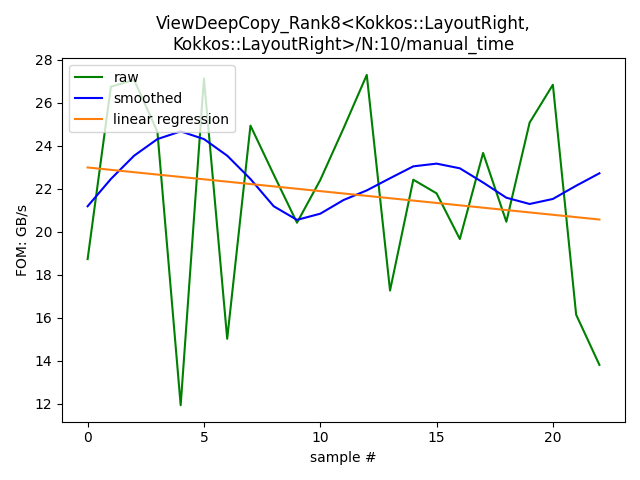 ViewDeepCopy_Rank8<Kokkos::LayoutRight,
Kokkos::LayoutRight>/N:10/manual_time
raw
smoothed
linear regression
FOM: GB/s
28
26
24
22
20
18
16
14
12
0
5
10
15
20
sample #